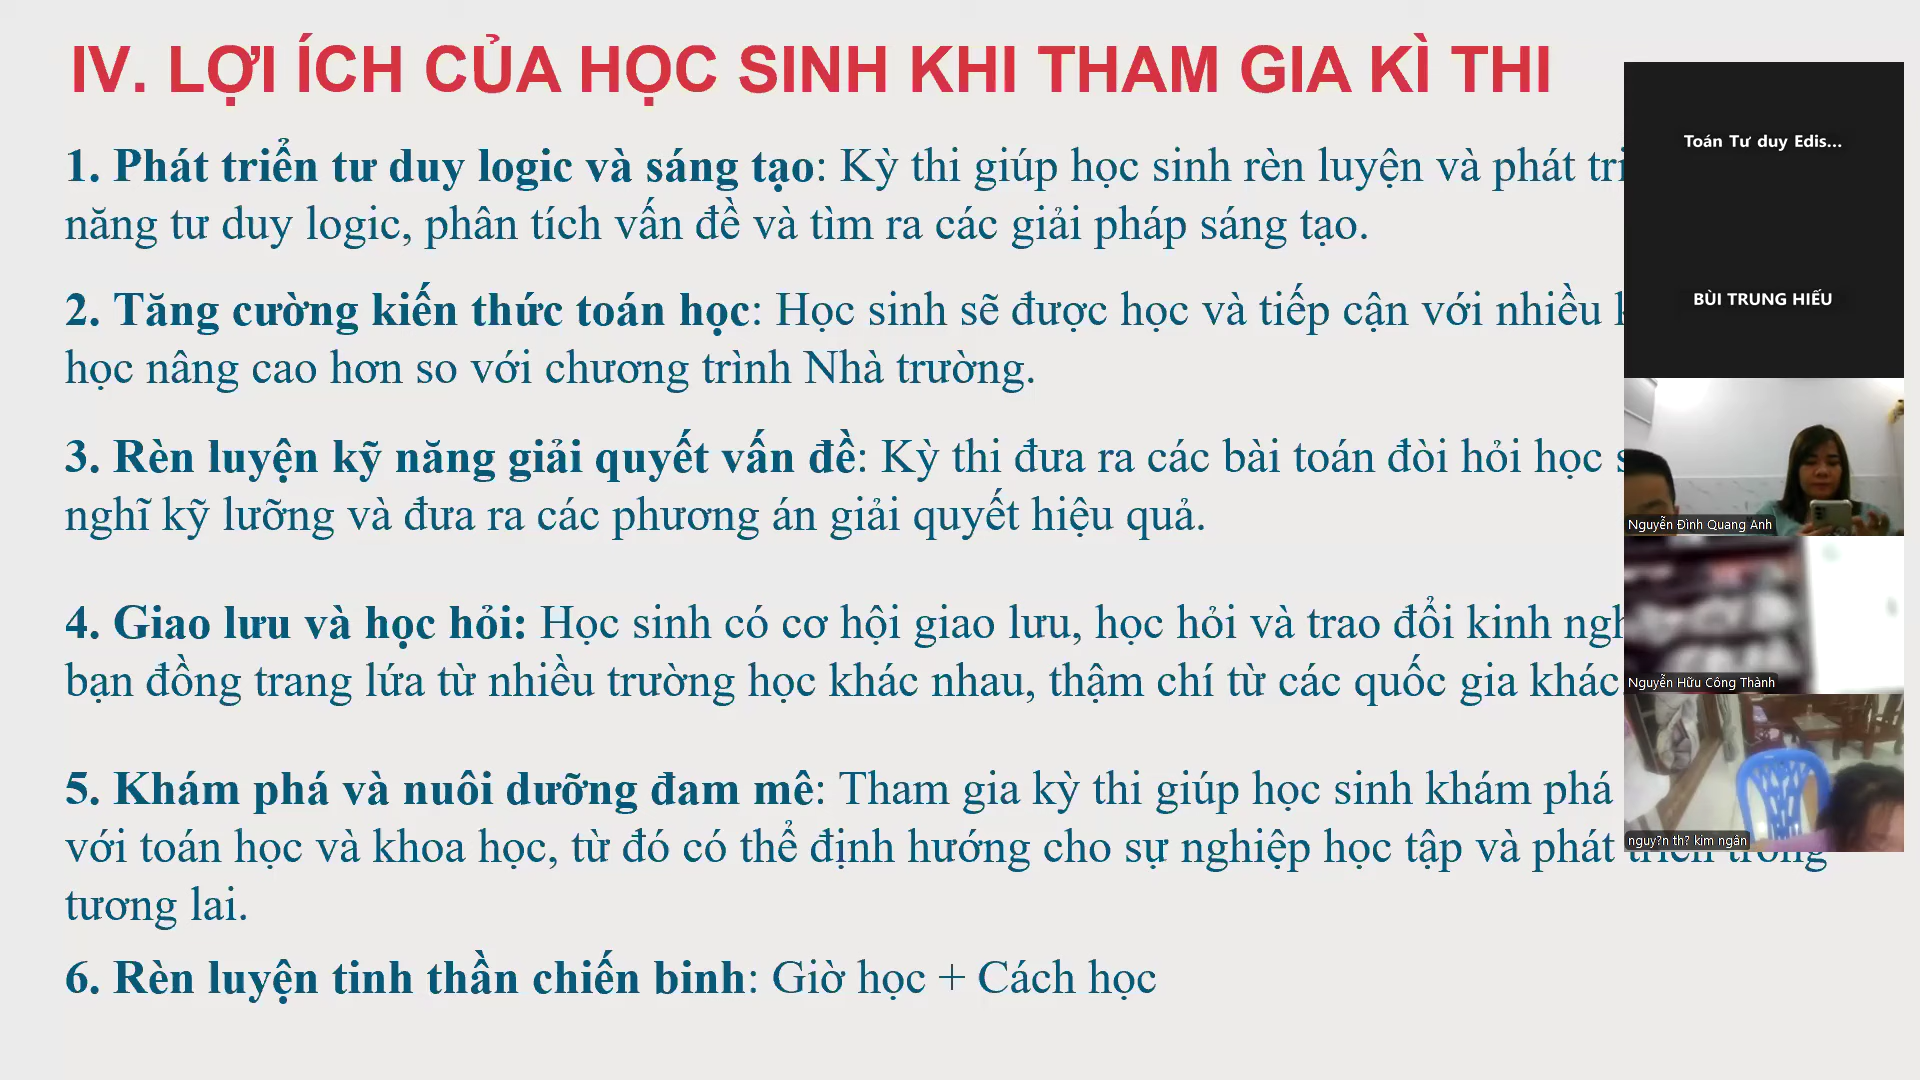 IV. LỢI ÍCH CỦA HỌC SINH KHI THAM GIA KÌ THI
1. Phát triển tư duy logic và sáng tạo: Kỳ thi giúp học sinh rèn luyện và phát
năng tư duy logic, phân tích vấn đề và tìm ra các giải pháp sáng tạo.
2. Tăng cường kiến thức toán học: Học sinh sẽ được học và tiếp cận với nhiều
học nâng cao hơn so với chương trình Nhà trường.
3. Rèn luyện kỹ năng giải quyết vấn đề: Kỳ thi đưa ra các bài toán đòi hỏi học
nghĩ kỹ lưỡng và đưa ra các phương án giải quyết hiệu quả.
4. Giao lưu và học hỏi: Học sinh có cơ hội giao lưu, học hỏi và trao đổi kinh
bạn đồng trang lứa từ nhiều trường học khác nhau, thậm chí từ các quốc gia khác.
5. Khám phá và nuôi dưỡng đam mê: Tham gia kỳ thi giúp học sinh khám phá
với toán học và khoa học, từ đó có thể định hướng cho sự nghiệp học tập và phát triển trong
tương lai.
6. Rèn luyện tinh thần chiến binh: Giờ học + Cách học
Toán Tư duy Edis...
BÙI TRUNG HIẾU
Nguyễn Đình Quang Anh
Nguyễn Hữu Công Thành
nguy?n th? kim ngân